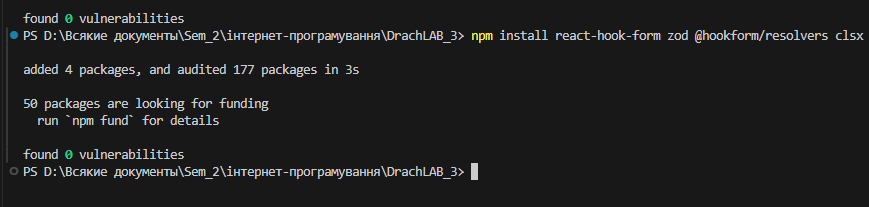 found 0 vulnerabilities
PS D:\Всякие документы\Sem_2\інтернет-програмування\DrachLAB_3> npm install react-hook-form zod @hookform/resolvers clsx
added 4 packages, and audited 177 packages in 3s
50 packages are looking for funding
  run `npm fund` for details
found 0 vulnerabilities
PS D:\Всякие документы\Sem_2\інтернет-програмування\DrachLAB_3>